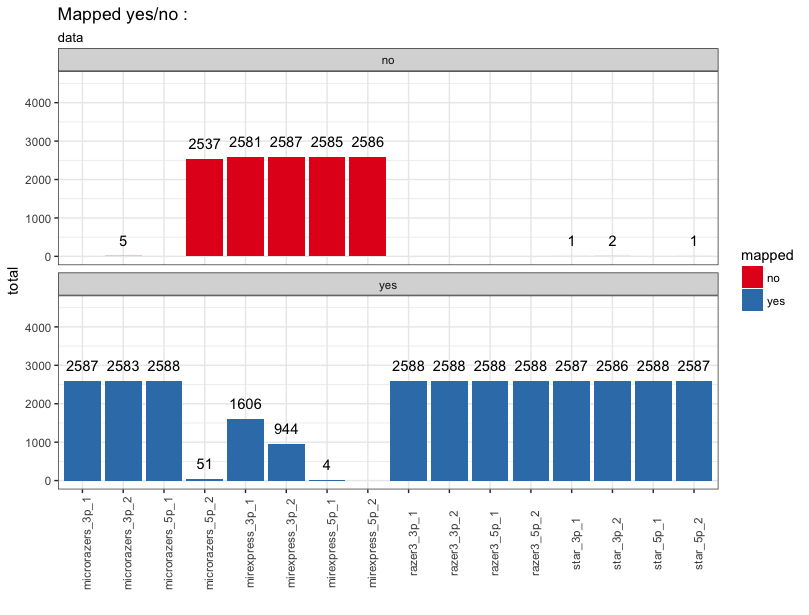 Mapped yes/no :
data
no
4000
3000
2000
1000
0
5
2537
2581
2587
2585
2586
1
2
1
total
mapped
no
yes
yes
4000
3000
2000
1000
0
2587
2583
2588
51
1606
944
4
2588
2588
2588
2588
2587
2586
2588
2587
microrazers_3p_1
microrazers_3p_2
microrazers_5p_1
microrazers_5p_2
mirexpress_3p_1
mirexpress_3p_2
mirexpress_5p_1
mirexpress_5p_2
razer3_3p_1
razer3_3p_2
razer3_5p_1
razer3_5p_2
star_3p_1
star_3p_2
star_5p_1
star_5p_2